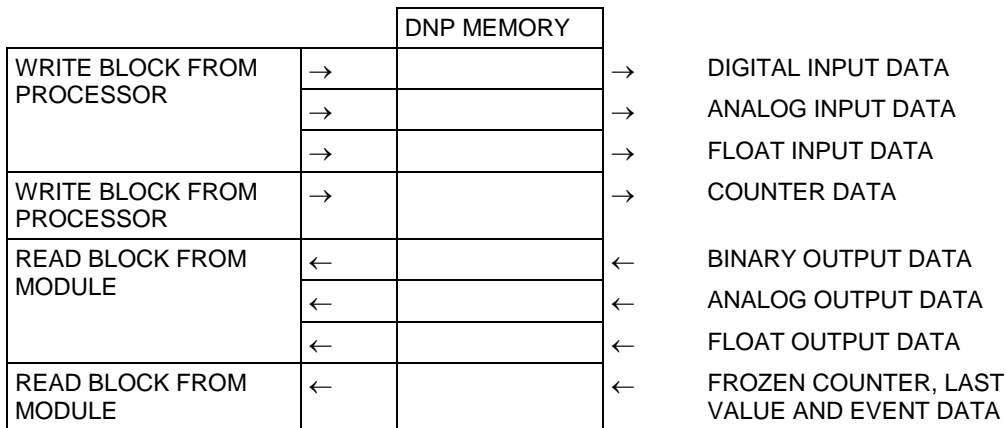 DNP MEMORY
WRITE BLOCK FROM → → DIGITAL INPUT DATA
PROCESSOR → → ANALOG INPUT DATA
→ → FLOAT INPUT DATA
WRITE BLOCK FROM → → COUNTER DATA
PROCESSOR
READ BLOCK FROM ← ← BINARY OUTPUT DATA
MODULE ← ← ANALOG OUTPUT DATA
← ← FLOAT OUTPUT DATA
READ BLOCK FROM ← ← FROZEN COUNTER, LAST
MODULE VALUE AND EVENT DATA